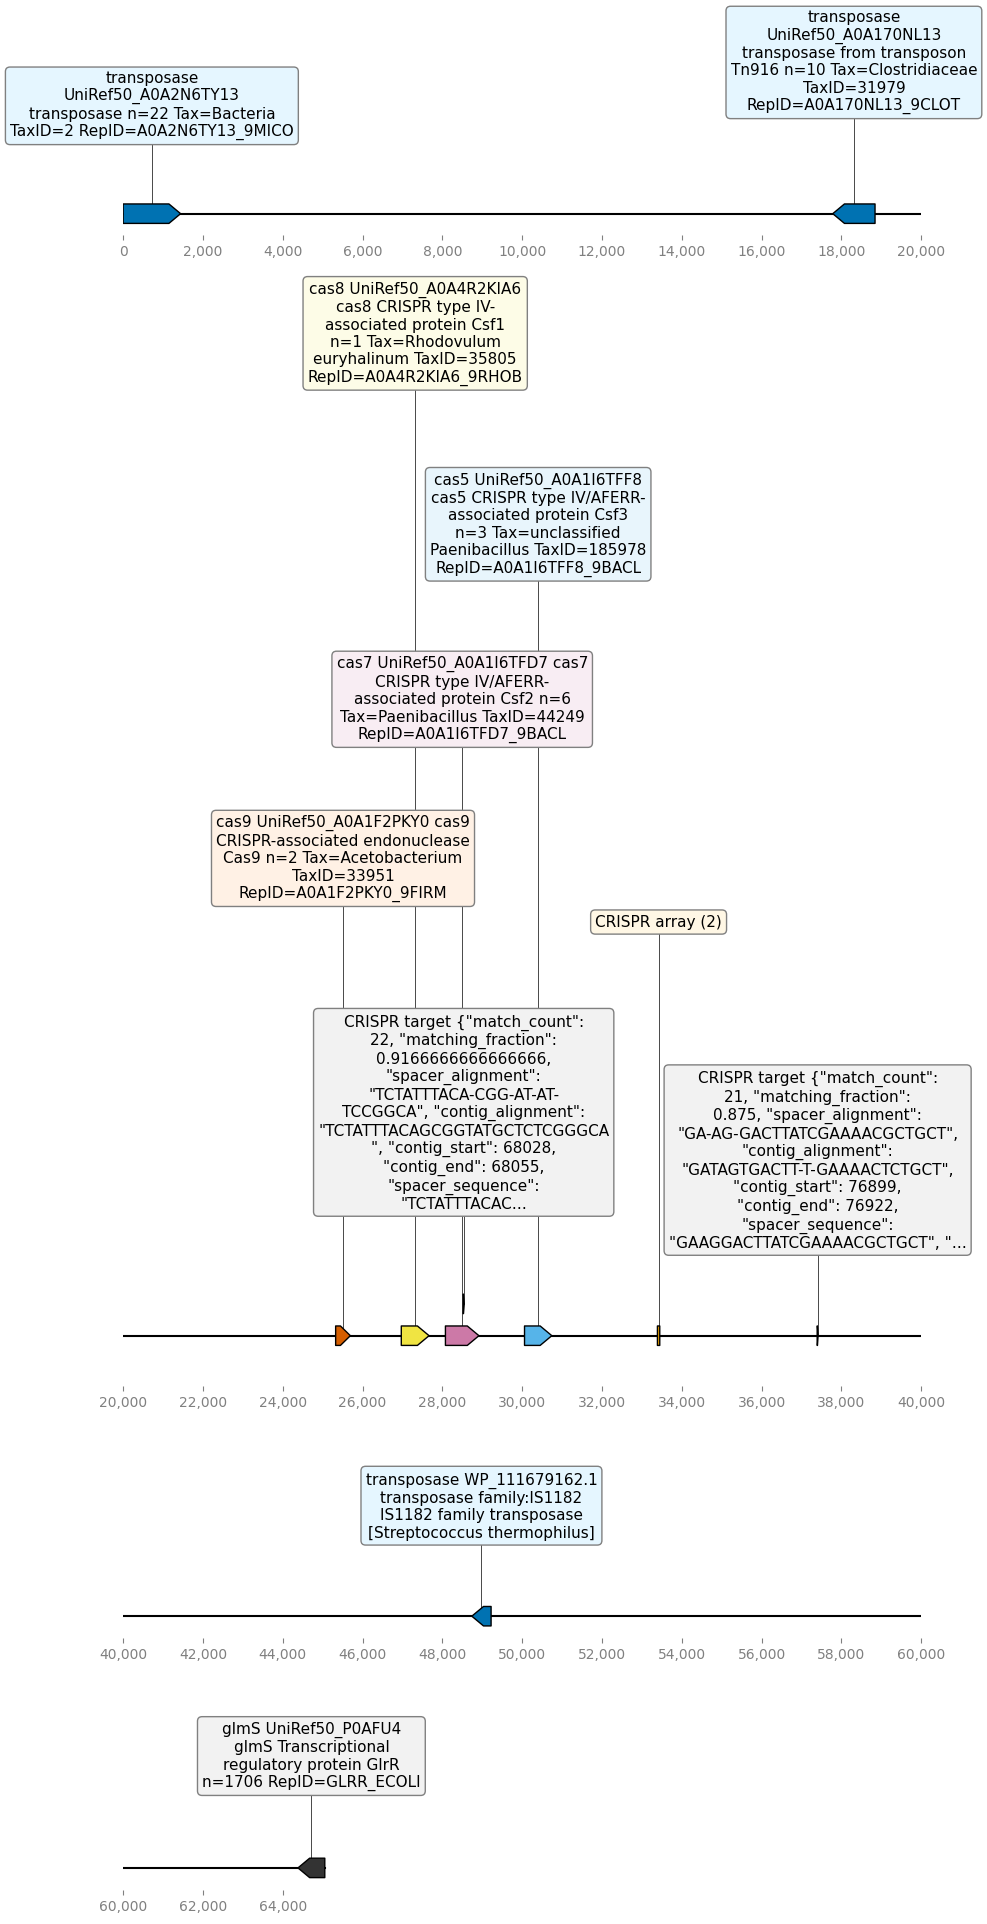 transposase
UniRef50_A0A170NL13
transposase from transposon
Tn916 n=10 Tax=Clostridiaceae
TaxID=31979
RepID=A0A170NL13_9CLOT
transposase
UniRef50_A0A2N6TY13
transposase n=22 Tax=Bacteria
TaxID=2 RepID=A0A2N6TY13_9MICO
0 2,000 4,000 6,000 8,000 10,000 12,000 14,000 16,000 18,000 20,000
cas8 UniRef50_A0A4R2KIA6
cas8 CRISPR type IV-
associated protein Csf1
n=1 Tax=Rhodovulum
euryhalinum TaxID=35805
RepID=A0A4R2KIA6_9RHOB
cas5 UniRef50_A0A1I6TFF8
cas5 CRISPR type IV/AFERR-
associated protein Csf3
n=3 Tax=unclassified
Paenibacillus TaxID=185978
RepID=A0A1I6TFF8_9BACL
cas7 UniRef50_A0A1I6TFD7 cas7
CRISPR type IV/AFERR-
associated protein Csf2 n=6
Tax=Paenibacillus TaxID=44249
RepID=A0A1I6TFD7_9BACL
cas9 UniRef50_A0A1F2PKY0 cas9
CRISPR-associated endonuclease
Cas9 n=2 Tax=Acetobacterium
TaxID=33951
RepID=A0A1F2PKY0_9FIRM
CRISPR array (2)
CRISPR target {"match_count":
22, "matching_fraction":
0.9166666666666666,
"spacer_alignment":
"TCTATTTACA-CGG-AT-AT-
TCCGGCA", "contig_alignment":
"TCTATTTACAGCGGTATGCTCTCGGGCA
", "contig_start": 68028,
"contig_end": 68055,
"spacer_sequence":
"TCTATTTACAC...
CRISPR target {"match_count":
21, "matching_fraction":
0.875, "spacer_alignment":
"GA-AG-GACTTATCGAAAACGCTGCT",
"contig_alignment":
"GATAGTGACTT-T-GAAAACTCTGCT",
"contig_start": 76899,
"contig_end": 76922,
"spacer_sequence":
"GAAGGACTTATCGAAAACGCTGCT", "...
20,000 22,000 24,000 26,000 28,000 30,000 32,000 34,000 36,000 38,000 40,000
transposase WP_111679162.1
transposase family:IS1182
IS1182 family transposase
[Streptococcus thermophilus]
40,000 42,000 44,000 46,000 48,000 50,000 52,000 54,000 56,000 58,000 60,000
glmS UniRef50_P0AFU4
glmS Transcriptional
regulatory protein GlrR
n=1706 RepID=GLRR_ECOLI
60,000 62,000 64,000